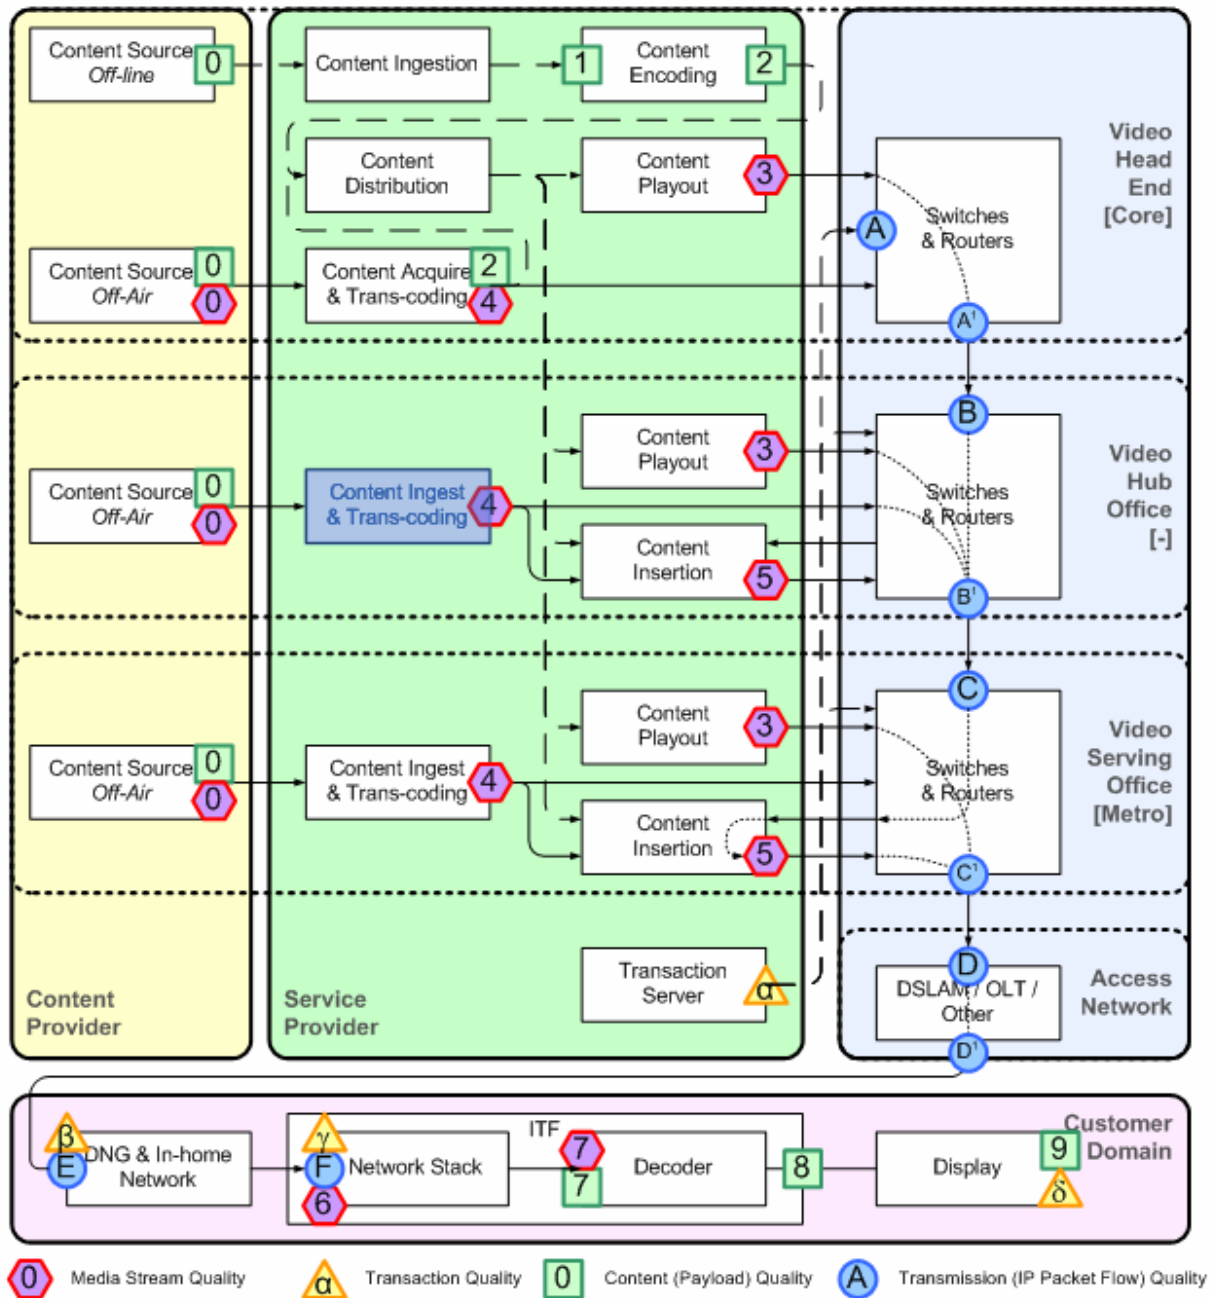 Content Source
Off-line
0
Content Ingestion
1
Content
Encoding
2
Content
Distribution
Content
Playout
3
Video
Head
End
[Core]
Switches
& Routers
A
Content Source
Off-Air
0
0
Content Acquire
& Trans-coding
2
4
A¹
B
Content
Playout
3
Content Source
Off-Air
0
0
Content Ingest
& Trans-coding
4
Switches
& Routers
Video
Hub
Office
[-]
Content
Insertion
5
B¹
C
Content
Playout
3
Content Source
Off-Air
0
0
Content Ingest
& Trans-coding
4
Switches
& Routers
Video
Serving
Office
[Metro]
Content
Insertion
5
C¹
Content
Provider
Service
Provider
Transaction
Server
α
D
DSLAM / OLT /
Other
Access
Network
D¹
β
E
DNG & In-home
Network
ITF
γ
F
6
Network Stack
7
7
Decoder
8
Display
9
δ
Customer
Domain
0 Media Stream Quality α Transaction Quality 0 Content (Payload) Quality A Transmission (IP Packet Flow) Quality